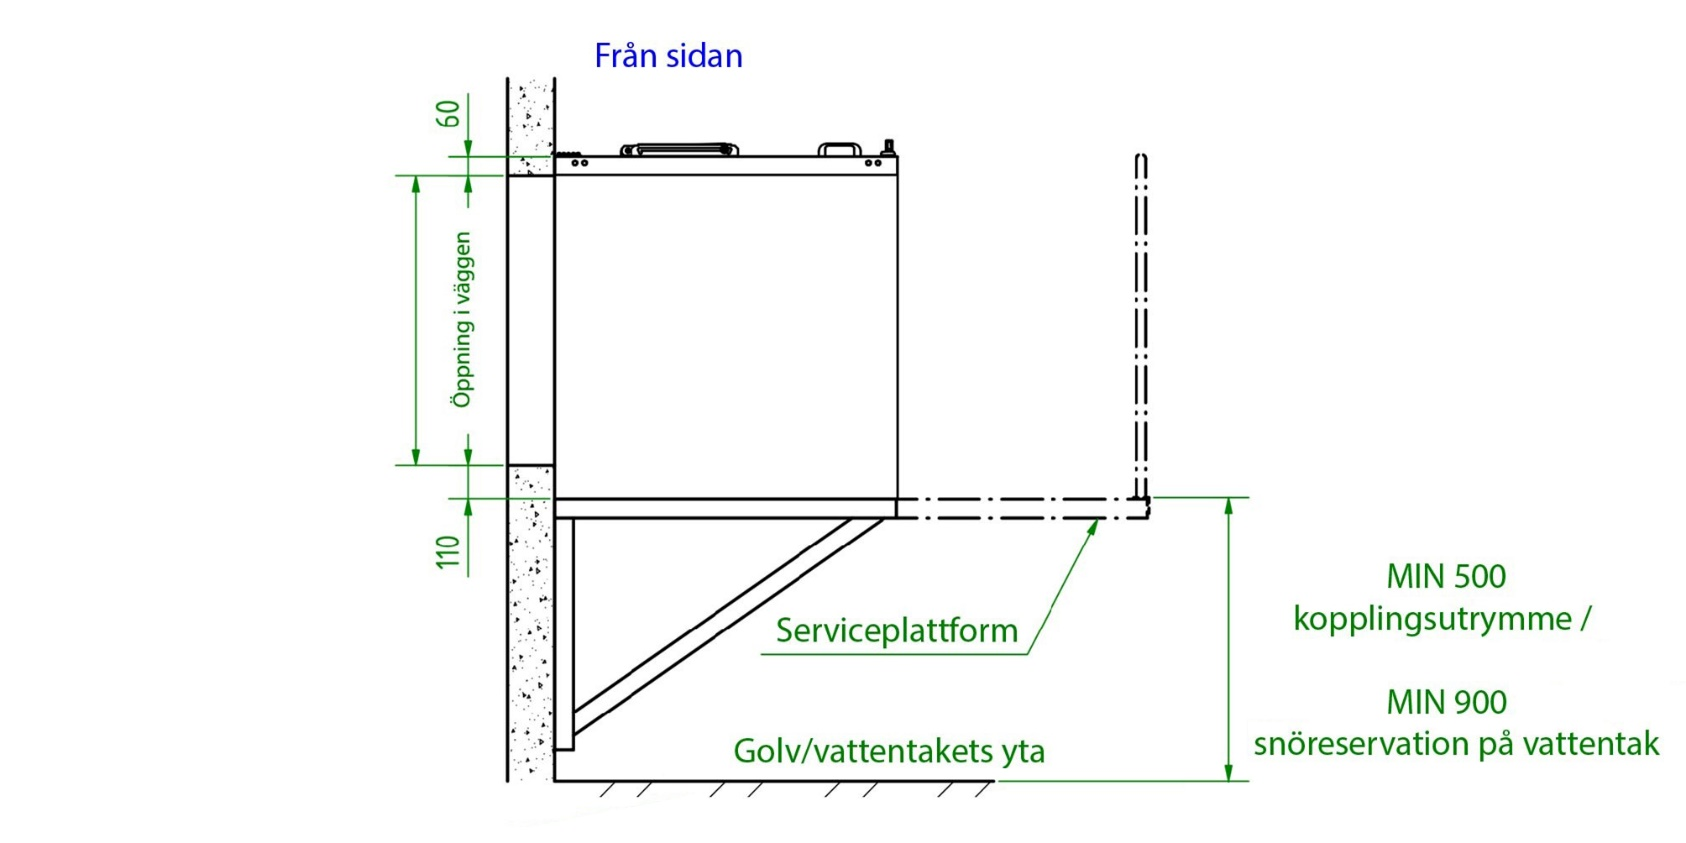 Från sidan
60
Öppning i väggen
110
MIN 500
kopplingsutrymme /
Serviceplattform
MIN 900
snöreservation på vattentak
Golv/vattentakets yta